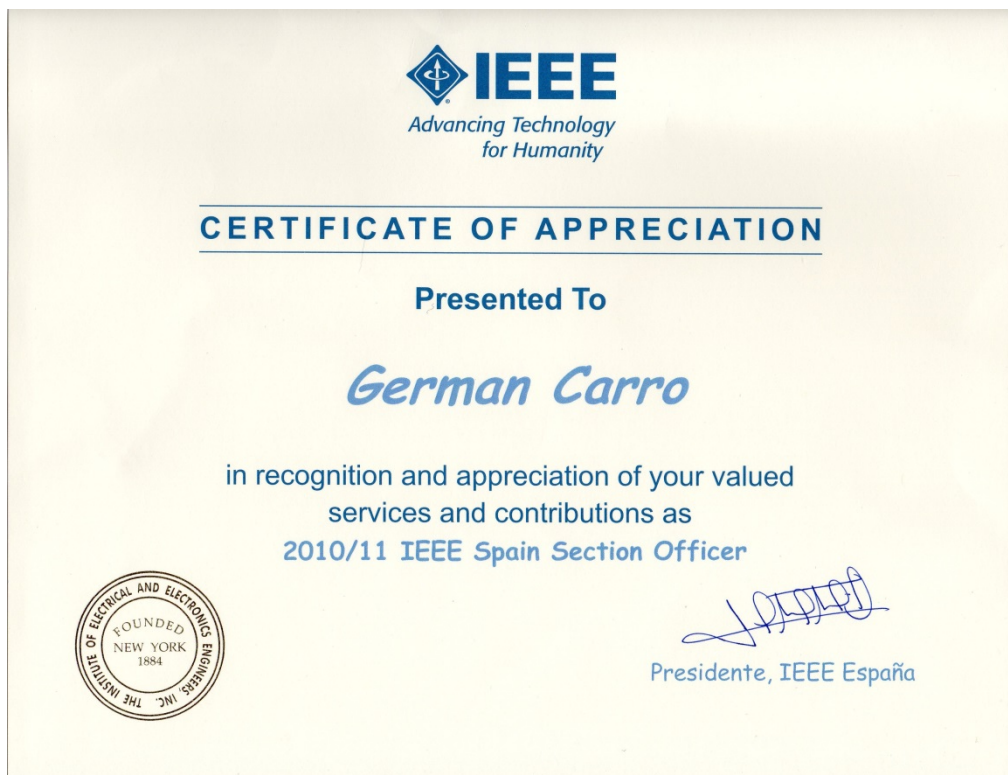 IEEE
Advancing Technology
for Humanity
CERTIFICATE OF APPRECIATION
Presented To
German Carro
in recognition and appreciation of your valued
services and contributions as
2010/11 IEEE Spain Section Officer
THE INSTITUTE OF ELECTRICAL AND ELECTRONICS ENGINEERS, INC.
FOUNDED
NEW YORK
1884
Presidente, IEEE España